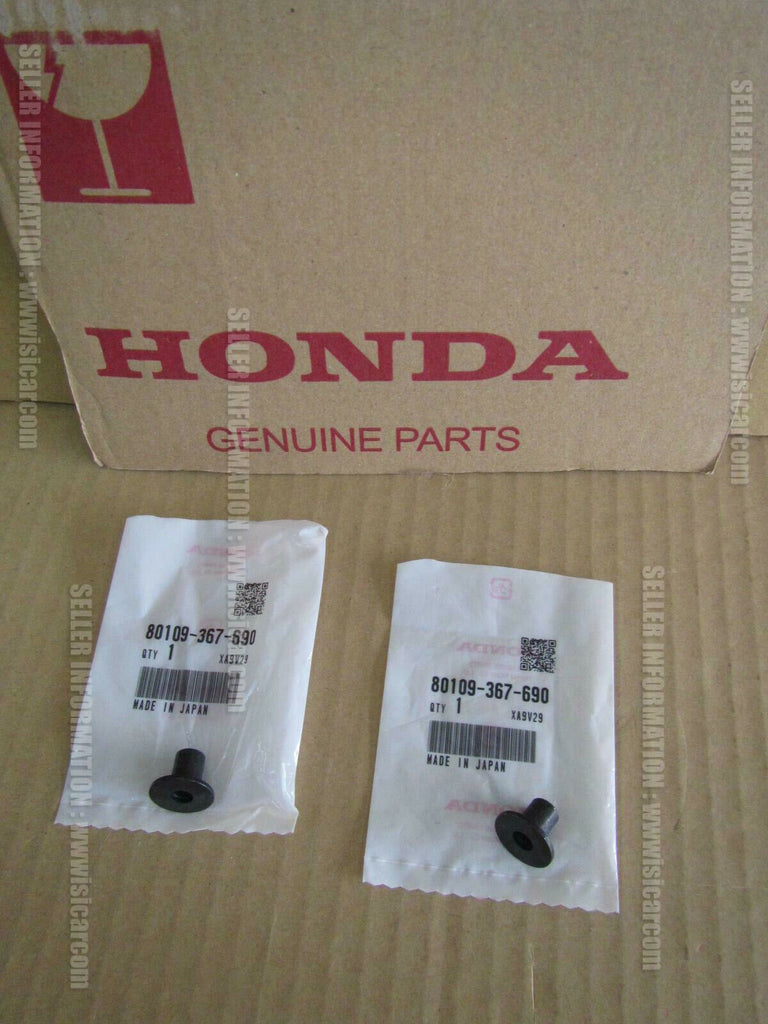 HONDA
GENUINE PARTS
80109-367-690
QTY 1 XA9V29
MADE IN JAPAN
80109-367-690
QTY 1 XA9V29
MADE IN JAPAN
SELLER INFORMATION : www.isicar.com
SELLER INFORMATION : www.isicar.com
SELLER INFORMATION : www.isicar.com
SELLER INFORMATION : www.isicar.com
SELLER INFORMATION : www.isicar.com